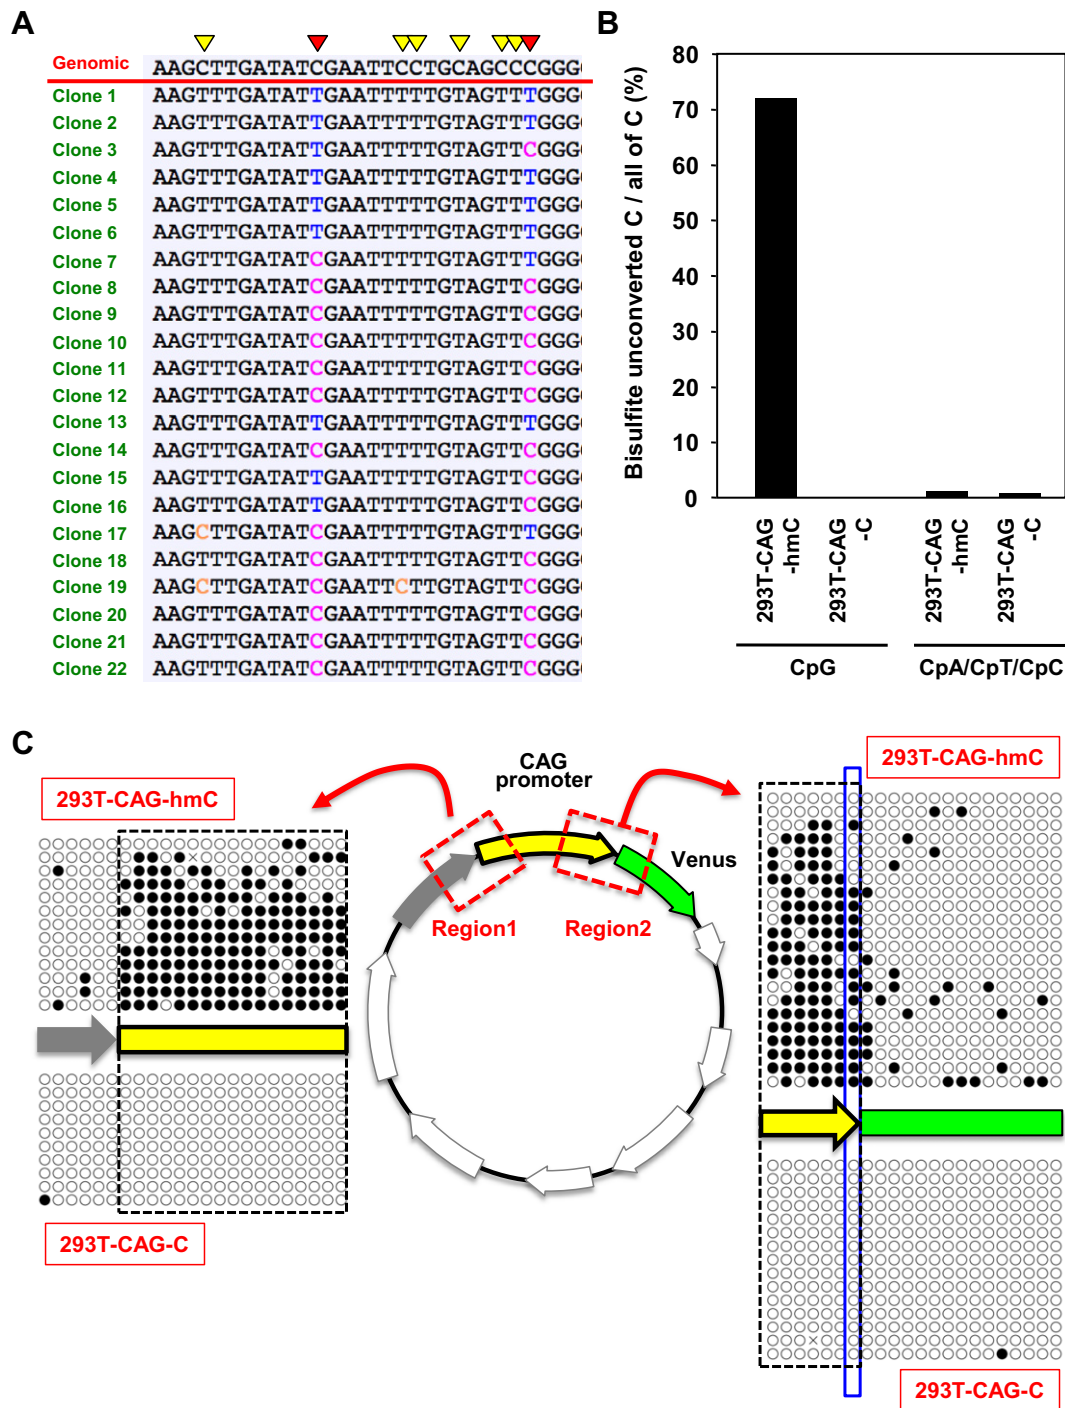 A
Genomic AAGCTTGATATCGAATTCCTGCAGCCCGGG
Clone 1 AAGTTTGATATTGAATTTTTGTAGTTTGGG
Clone 2 AAGTTTGATATTGAATTTTTGTAGTTTGGG
Clone 3 AAGTTTGATATTGAATTTTTGTAGTTCGGG
Clone 4 AAGTTTGATATTGAATTTTTGTAGTTTGGG
Clone 5 AAGTTTGATATTGAATTTTTGTAGTTTGGG
Clone 6 AAGTTTGATATTGAATTTTTGTAGTTTGGG
Clone 7 AAGTTTGATATCGAATTTTTGTAGTTTGGG
Clone 8 AAGTTTGATATCGAATTTTTGTAGTTCGGG
Clone 9 AAGTTTGATATCGAATTTTTGTAGTTCGGG
Clone 10 AAGTTTGATATCGAATTTTTGTAGTTCGGG
Clone 11 AAGTTTGATATCGAATTTTTGTAGTTCGGG
Clone 12 AAGTTTGATATCGAATTTTTGTAGTTCGGG
Clone 13 AAGTTTGATATTGAATTTTTGTAGTTTGGG
Clone 14 AAGTTTGATATCGAATTTTTGTAGTTCGGG
Clone 15 AAGTTTGATATTGAATTTTTGTAGTTCGGG
Clone 16 AAGTTTGATATTGAATTTTTGTAGTTCGGG
Clone 17 AAGCTTGATATCGAATTTTTGTAGTTTGGG
Clone 18 AAGTTTGATATCGAATTTTTGTAGTTCGGG
Clone 19 AAGCTTGATATCGAATTCTTGTAGTTCGGG
Clone 20 AAGTTTGATATCGAATTTTTGTAGTTCGGG
Clone 21 AAGTTTGATATCGAATTTTTGTAGTTCGGG
Clone 22 AAGTTTGATATCGAATTTTTGTAGTTCGGG
B
Bisulfite unconverted C / all of C (%)
80
70
60
50
40
30
20
10
0
293T-CAG
-hmC
293T-CAG
-C
293T-CAG
-hmC
293T-CAG
-C
CpG
CpA/CpT/CpC
C
293T-CAG-hmC
CAG
promoter
293T-CAG-hmC
Venus
Region1
Region2
293T-CAG-C
293T-CAG-C